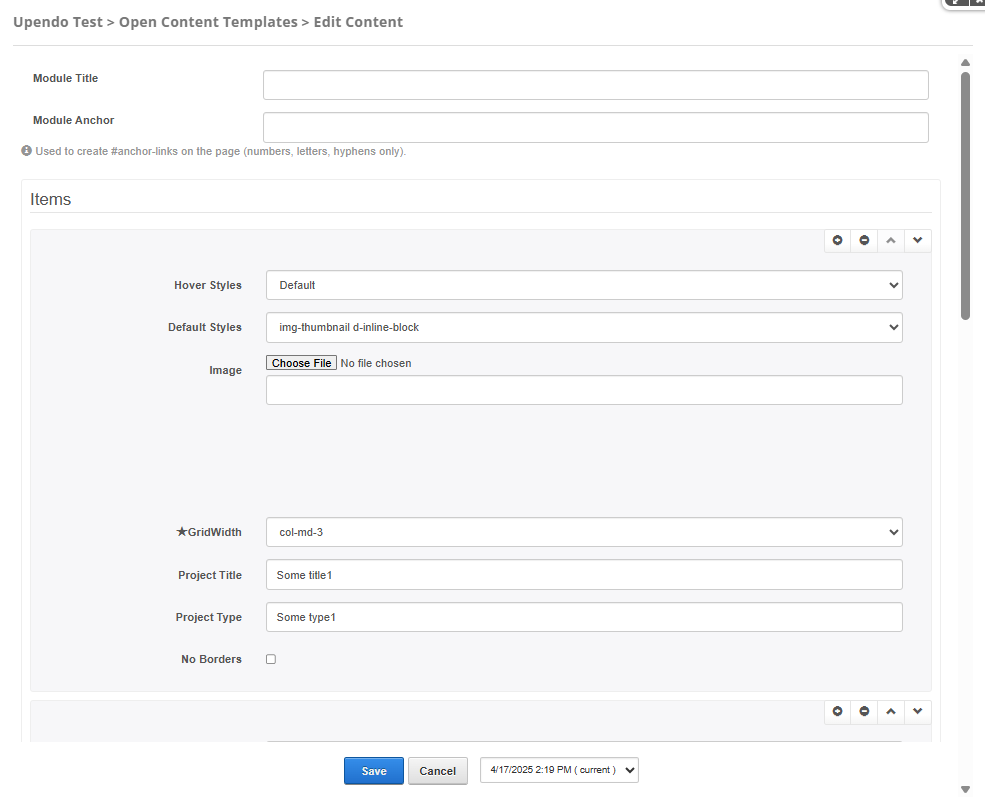 Upendo Test > Open Content Templates > Edit Content
Module Title
Module Anchor
Used to create #anchor-links on the page (numbers, letters, hyphens only).
Items
Hover Styles Default
Default Styles img-thumbnail d-inline-block
Image Choose File No file chosen
★GridWidth col-md-3
Project Title Some title1
Project Type Some type1
No Borders
Save Cancel 4/17/2025 2:19 PM ( current )